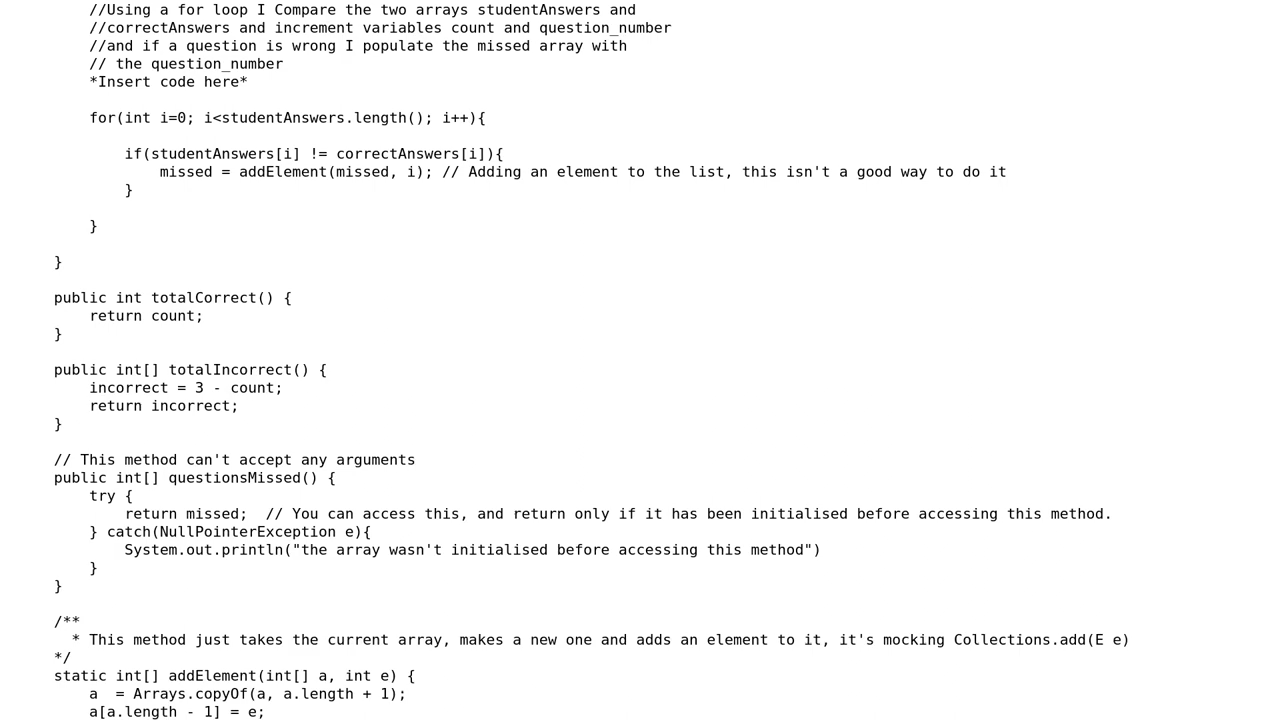 //Using a for loop I Compare the two arrays studentAnswers and
//correctAnswers and increment variables count and question_number
//and if a question is wrong I populate the missed array with
// the question_number
*Insert code here*
for(int i=0; i<studentAnswers.length(); i++){
if(studentAnswers[i] != correctAnswers[i]){
missed = addElement(missed, i); // Adding an element to the list, this isn't a good way to do it
}
}
}
public int totalCorrect() {
return count;
}
public int[] totalIncorrect() {
incorrect = 3 - count;
return incorrect;
}
// This method can't accept any arguments
public int[] questionsMissed() {
try {
return missed;  // You can access this, and return only if it has been initialised before accessing this method.
} catch(NullPointerException e){
System.out.println("the array wasn't initialised before accessing this method")
}
}
/**
* This method just takes the current array, makes a new one and adds an element to it, it's mocking Collections.add(E e)
*/
static int[] addElement(int[] a, int e) {
a  = Arrays.copyOf(a, a.length + 1);
a[a.length - 1] = e;